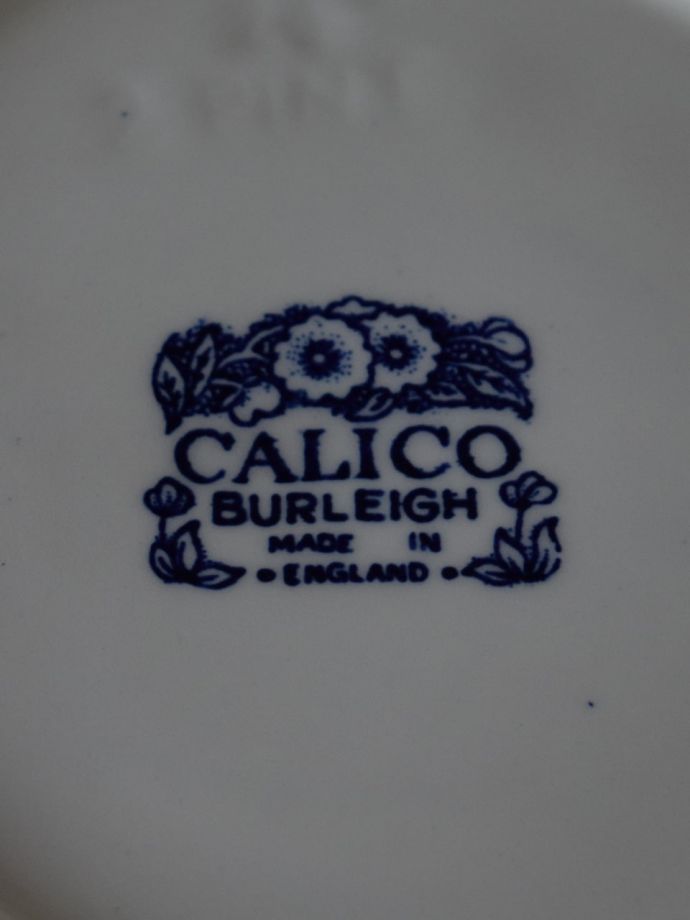 CALICO
BURLEIGH
MADE IN
• ENGLAND •